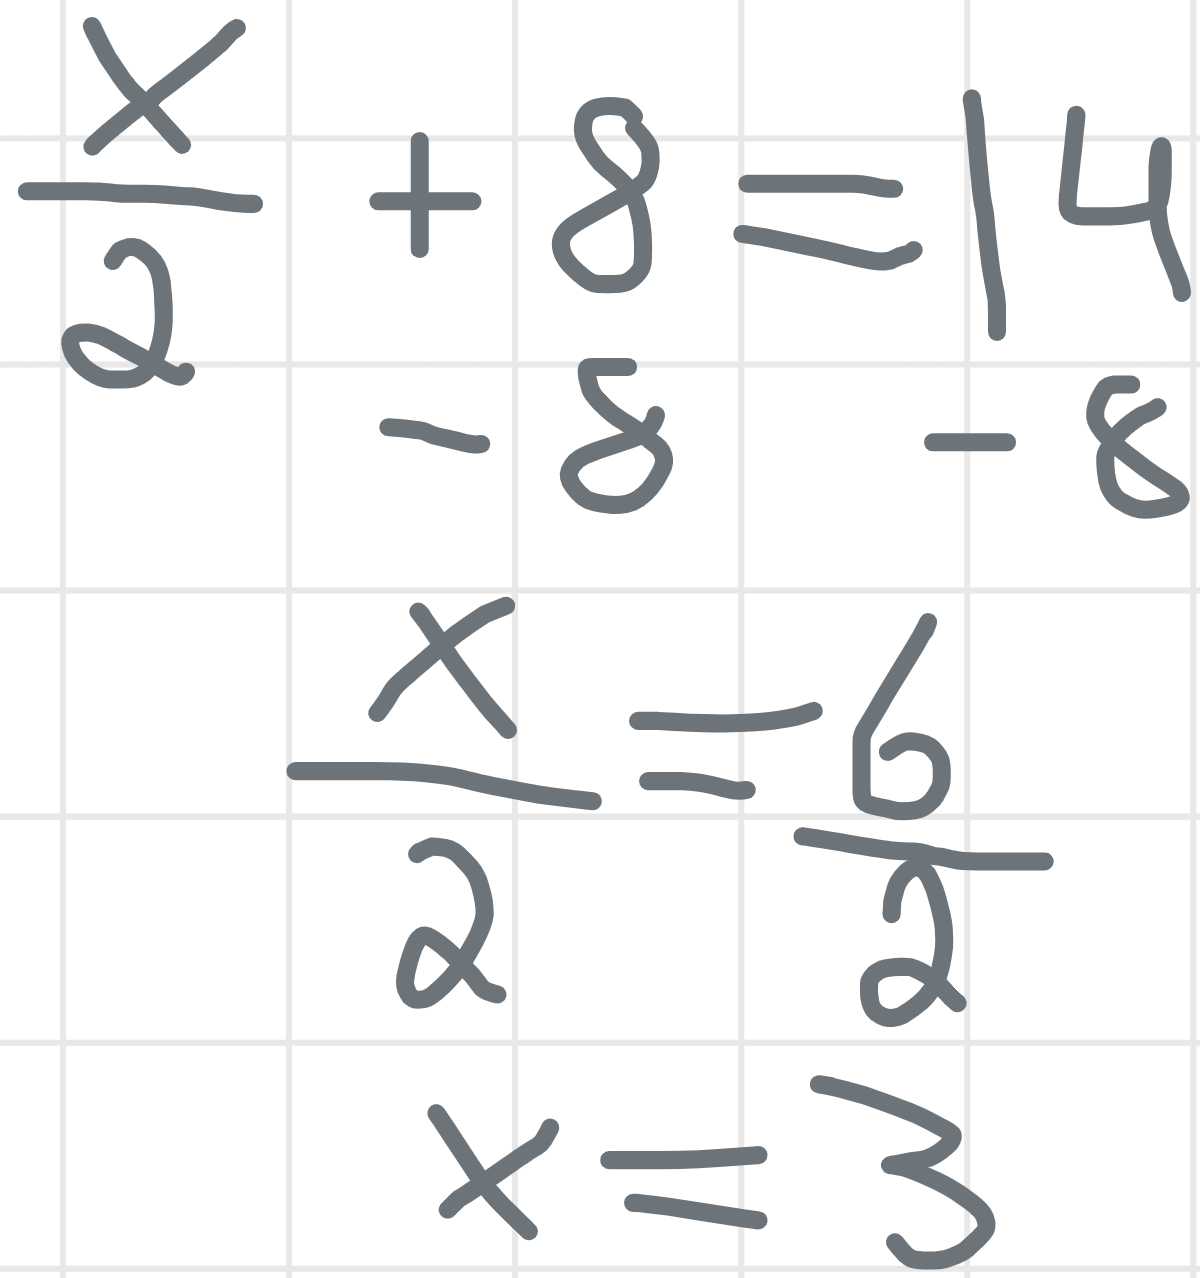 x/2 + 8 = 14
- 8 - 8
x/2 = 6/2
x = 3